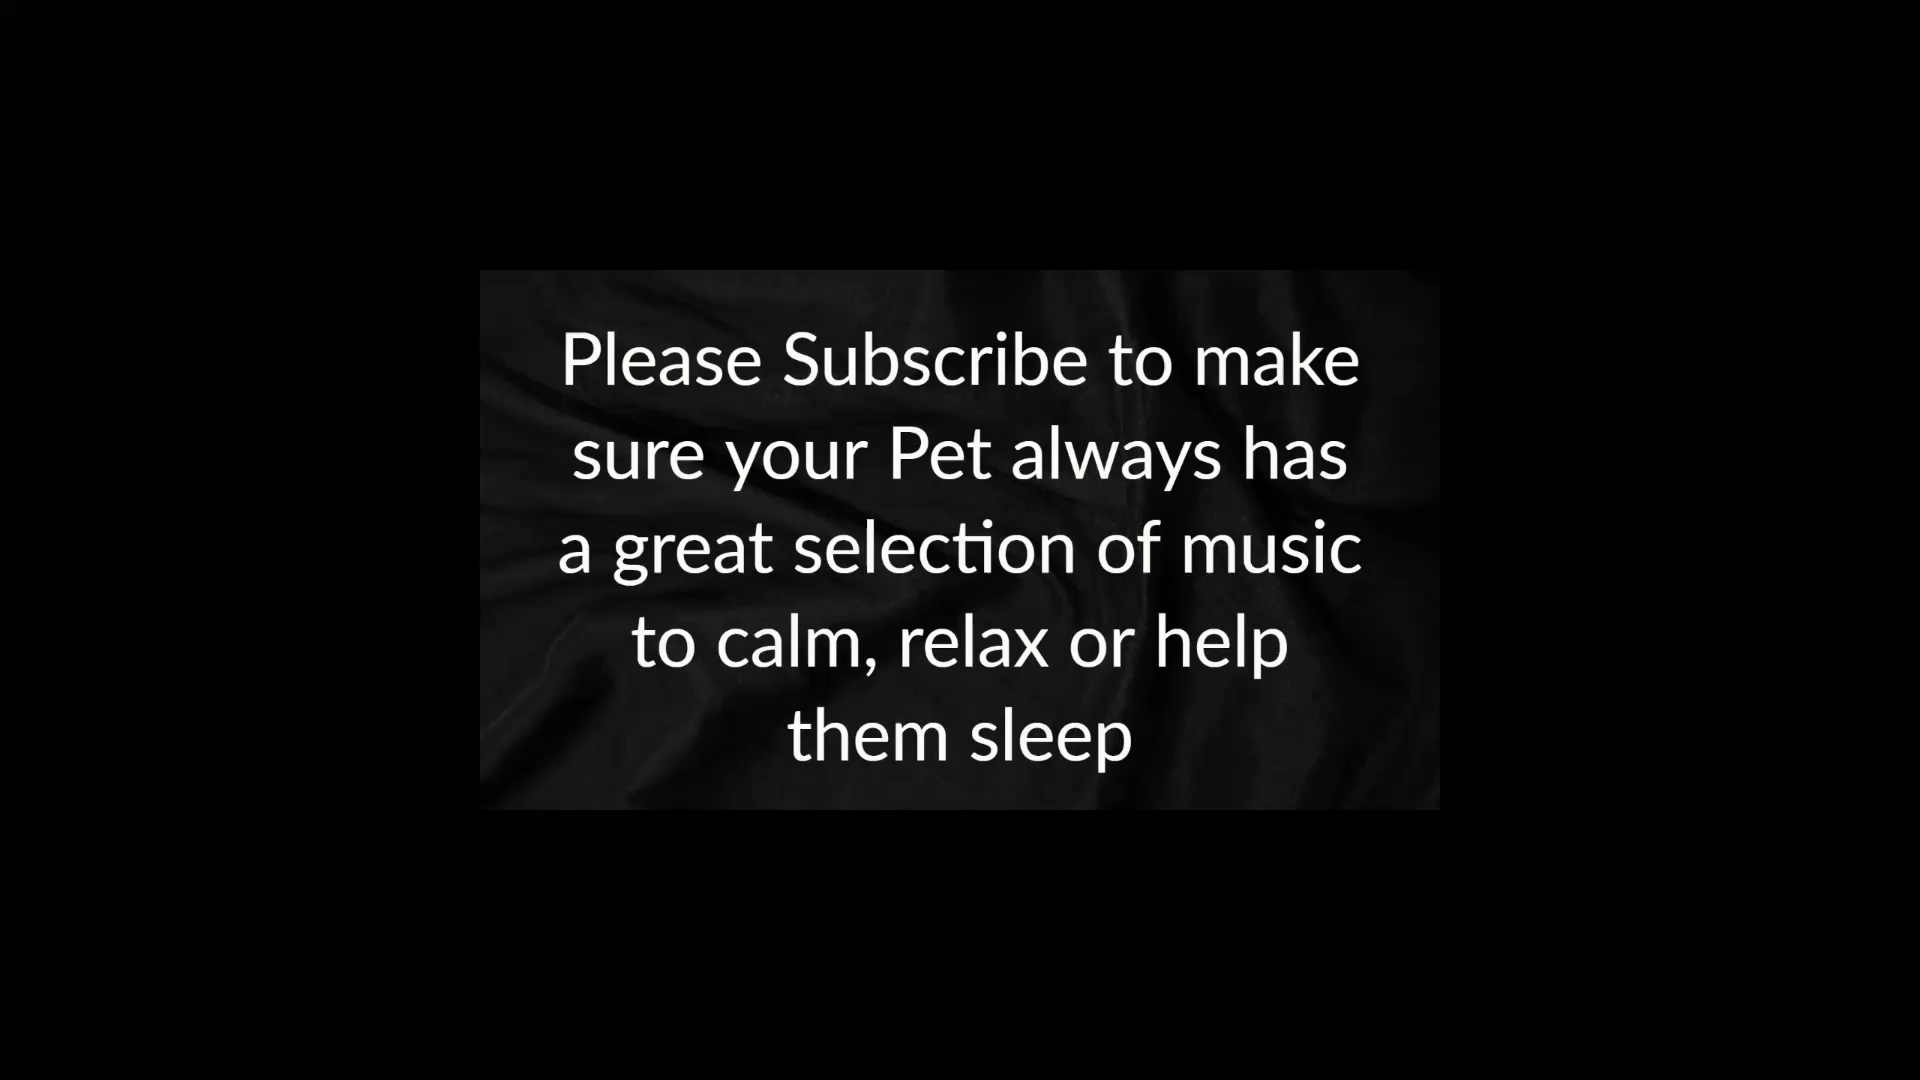 Please Subscribe to make
sure your Pet always has
a great selection of music
to calm, relax or help
them sleep